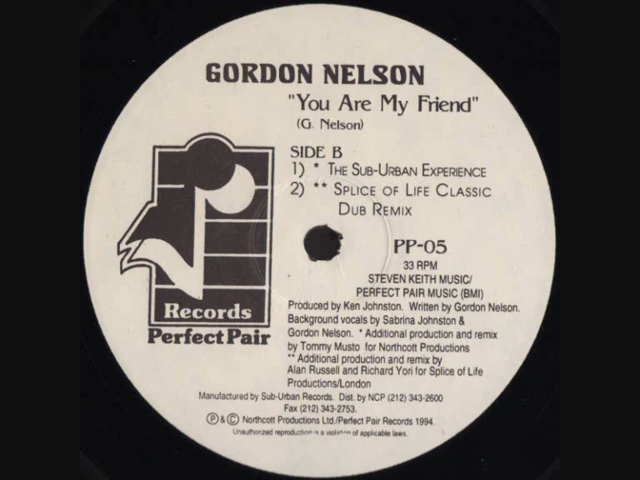 GORDON NELSON
"You Are My Friend"
(G. Nelson)
SIDE B
1) * THE SUB-URBAN EXPERIENCE
2) ** SPLICE OF LIFE CLASSIC
DUB REMIX
PP-05
33 RPM
STEVEN KEITH MUSIC/
PERFECT PAIR MUSIC (BMI)
Records
Perfect Pair
Produced by Ken Johnston. Written by Gordon Nelson.
Background vocals by Sabrina Johnston &
Gordon Nelson. * Additional production and remix
by Tommy Musto for Northcott Productions
** Additional production and remix by
Alan Russell and Richard Yori for Splice of Life
Productions/London
Manufactured by Sub-Urban Records. Dist. by NCP (212) 343-2600
Fax (212) 343-2753.
Ⓟ & © Northcott Productions Ltd./Perfect Pair Records 1994.
Unauthorized reproduction is a violation of applicable laws.